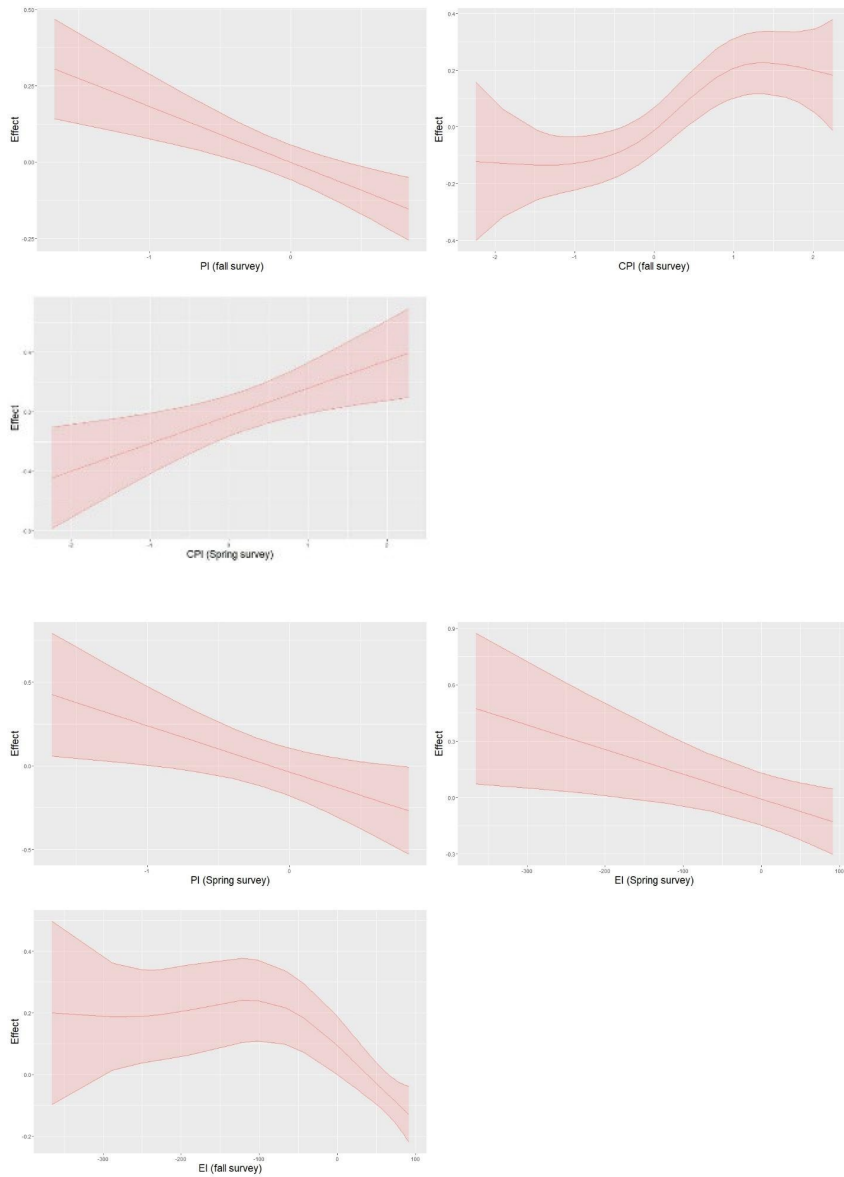 0.50
0.25
0.00
-0.25
Effect
-1 0
PI (fall survey)
0.4
0.2
0.0
-0.2
-0.4
Effect
-2 -1 0 1 2
CPI (fall survey)
Effect
CPI (Spring survey)
0.5
0.0
-0.5
Effect
-1 0
PI (Spring survey)
0.9
0.6
0.3
0.0
-0.3
Effect
-300 -200 -100 0 100
EI (Spring survey)
0.4
0.2
0.0
-0.2
Effect
-300 -200 -100 0 100
EI (fall survey)